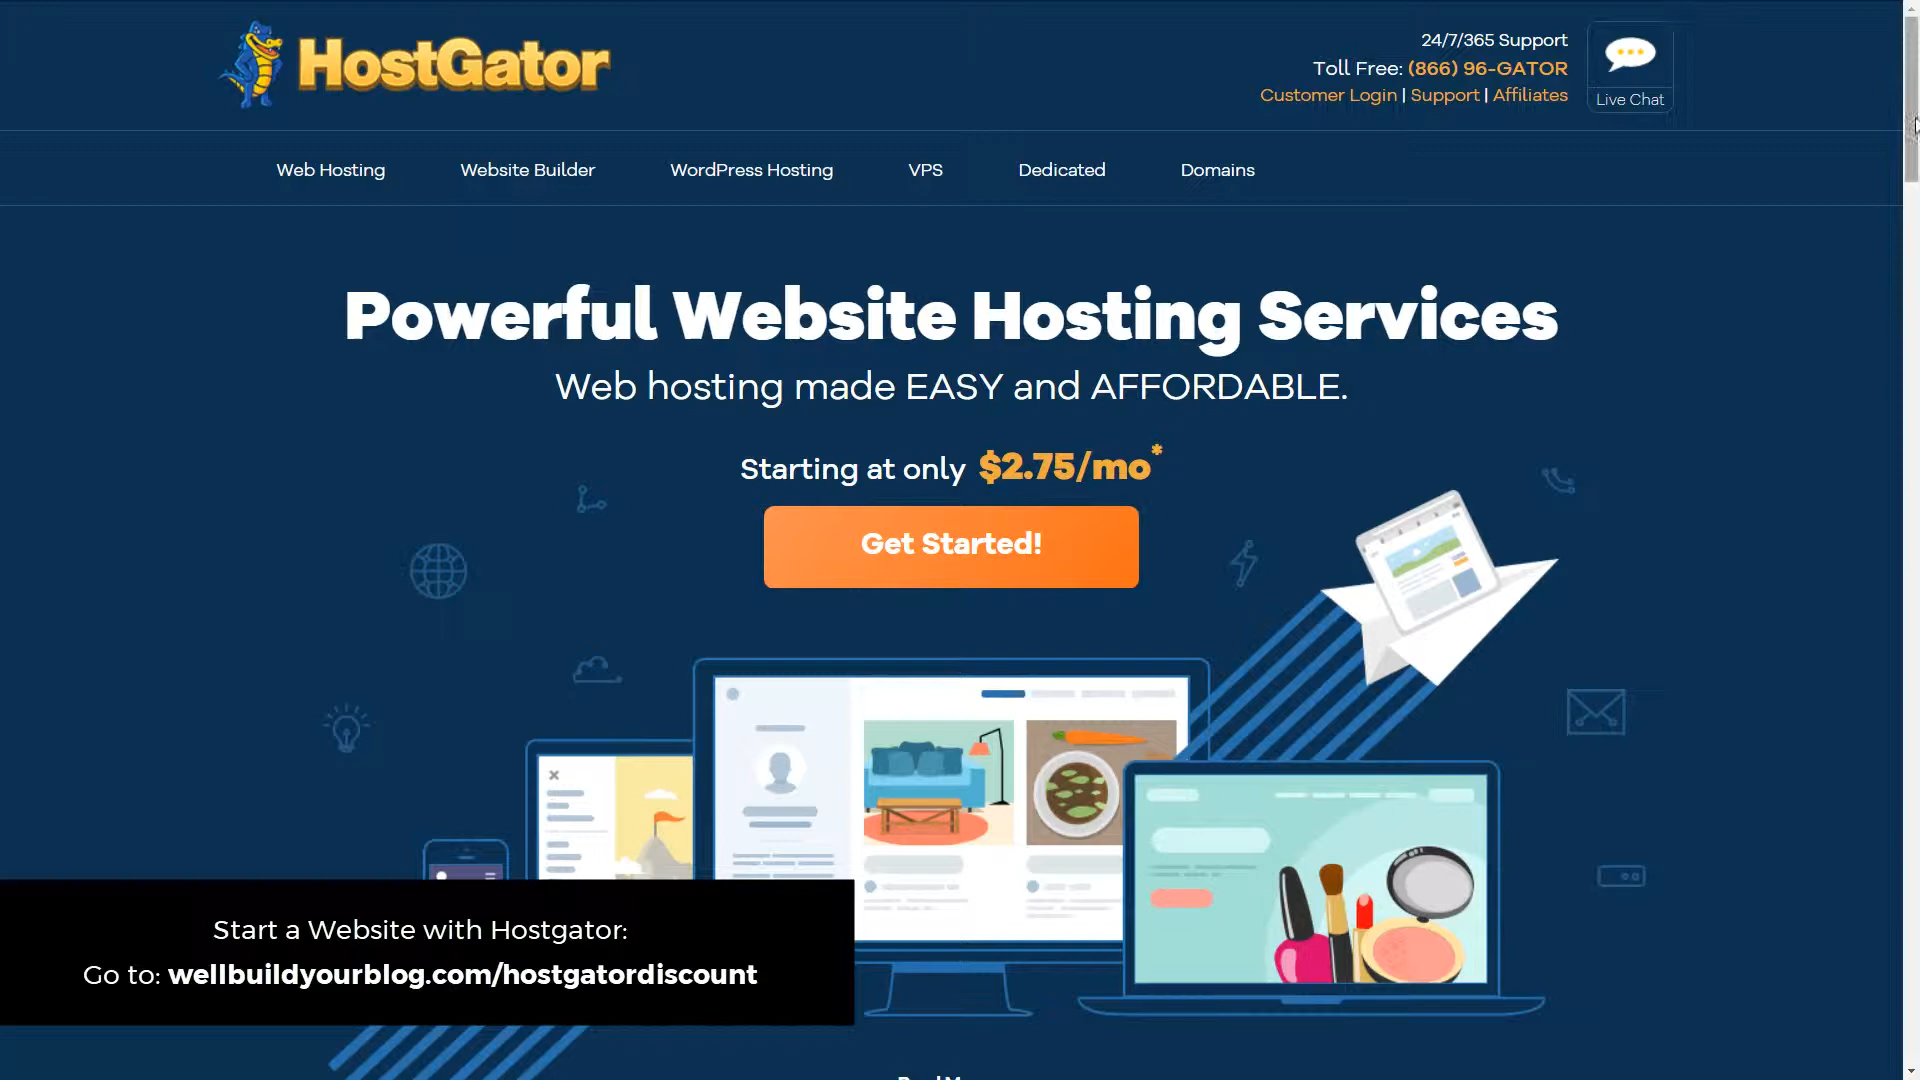 HostGator
24/7/365 Support
Toll Free: (866) 96-GATOR
Customer Login | Support | Affiliates
Live Chat
Web Hosting
Website Builder
WordPress Hosting
VPS
Dedicated
Domains
Powerful Website Hosting Services
Web hosting made EASY and AFFORDABLE.
Starting at only $2.75/mo*
Get Started!
Start a Website with Hostgator:
Go to: wellbuildyourblog.com/hostgatordiscount